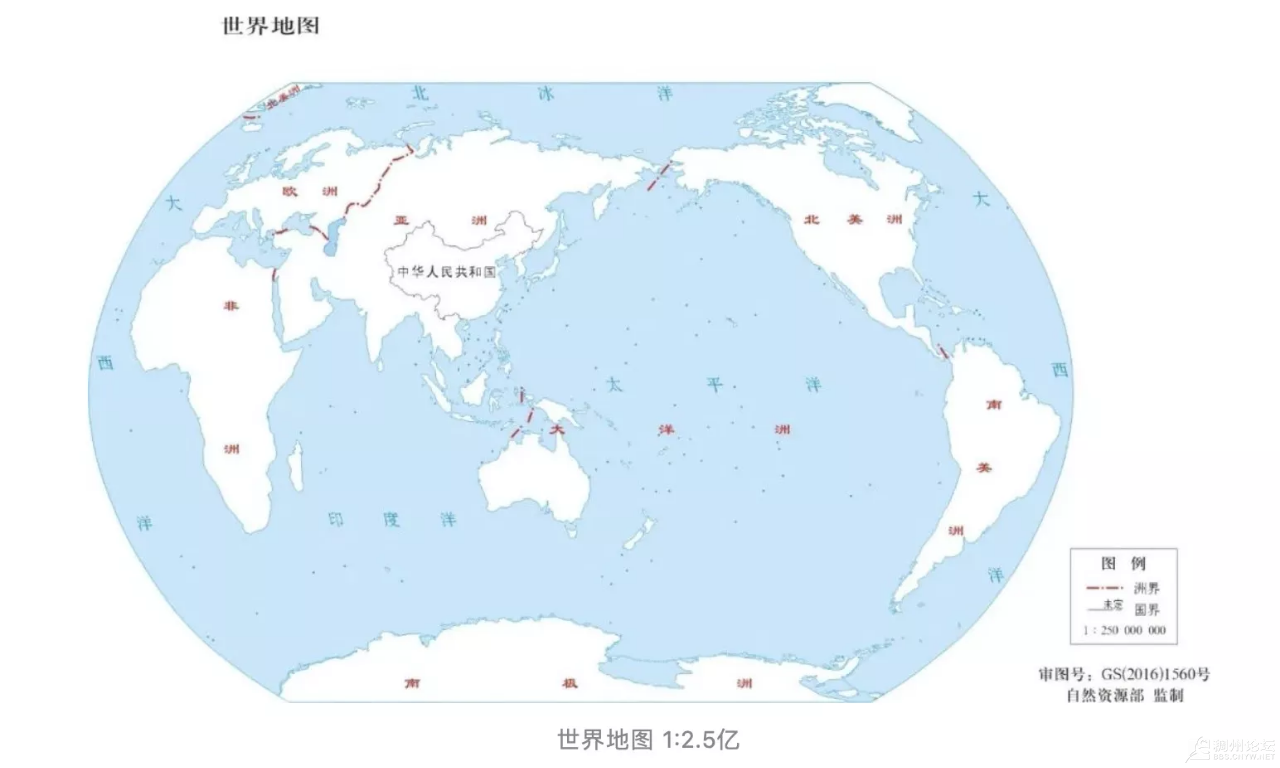 世界地图
北美洲
北 冰 洋
欧 洲
大
大
亚 洲
北 美 洲
中华人民共和国
非
西
西
太 平 洋
南
大 洋 洲
洲
美
洋
印 度 洋
洲
洋
图 例
洲界
未定 国界
1：250 000 000
南 极 洲
审图号：GS(2016)1560号
自然资源部 监制
世界地图 1:2.5亿
稠州论坛
BBS.CNYW.NET